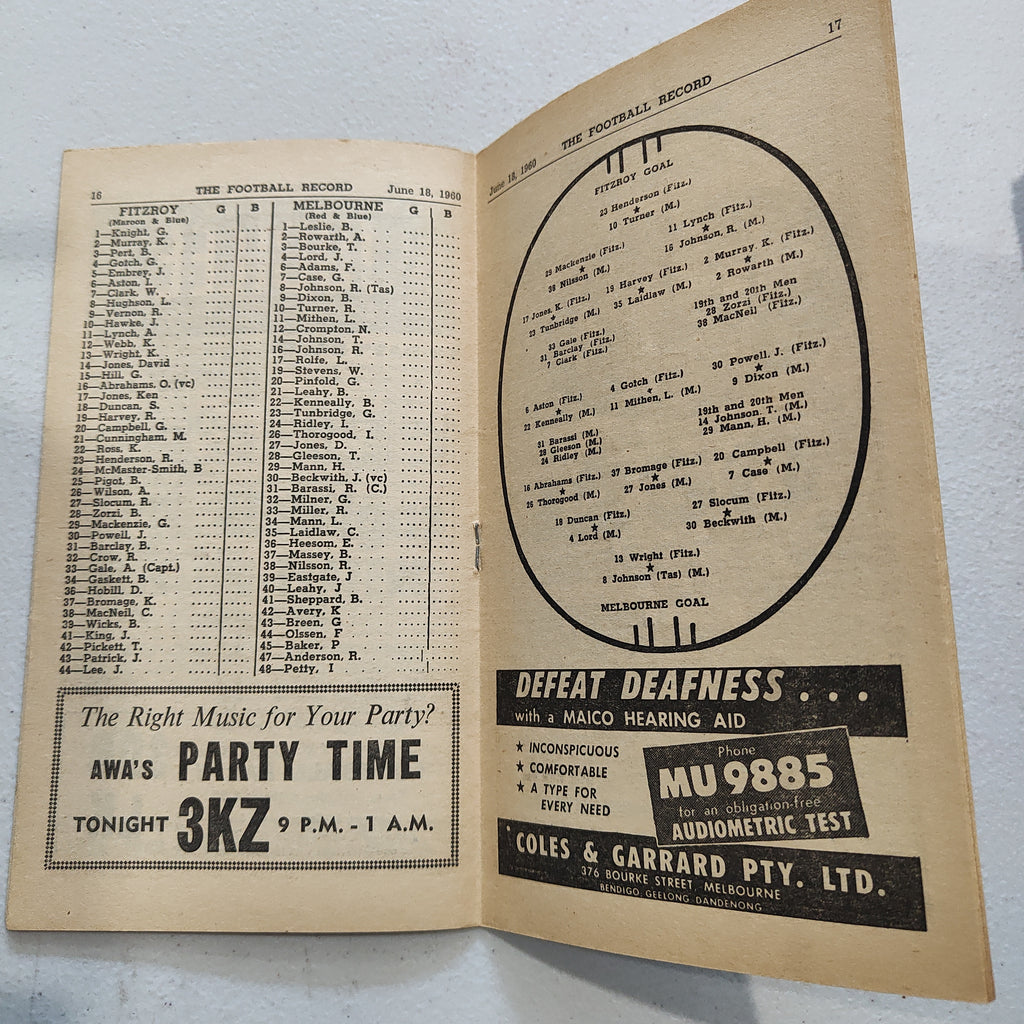 16 THE FOOTBALL RECORD June 18, 1960
FITZROY G B
(Maroon & Blue)
1—Knight, G.
2—Murray, K.
3—Pert, B.
4—Gotch, G.
5—Embrey, J.
6—Aston, I.
7—Clark, W.
8—Hughson, L.
9—Vernon, R.
10—Hawke, J.
11—Lynch, A.
12—Webb, K.
13—Wright, K.
14—Jones, David
15—Hill, G.
16—Abrahams, O. (vc)
17—Jones, Ken
18—Duncan, S.
19—Harvey, R.
20—Campbell, G.
21—Cunningham, M.
22—Ross, K.
23—Henderson, R.
24—McMaster-Smith, B
25—Pigot, B.
26—Wilson, A.
27—Slocum, R.
28—Zorzi, B.
29—Mackenzie, G.
30—Powell, J.
31—Barclay, B.
32—Crow, R.
33—Gale, A. (Capt.)
34—Gaskett, B.
36—Hobill, D.
37—Bromage, K.
38—MacNeil, C.
39—Wicks, B.
41—King, J.
42—Pickett, T.
43—Patrick, J.
44—Lee, J.
MELBOURNE G B
(Red & Blue)
1—Leslie, B.
2—Rowarth, A.
3—Bourke, T.
4—Lord, J.
6—Adams, F.
7—Case, G.
8—Johnson, R. (Tas)
9—Dixon, B.
10—Turner, R.
11—Mithen, L.
12—Crompton, N.
14—Johnson, T.
16—Johnson, R.
17—Rolfe, L.
19—Stevens, W.
20—Pinfold, G.
21—Leahy, B.
22—Kenneally, B.
23—Tunbridge, G.
24—Ridley, I.
26—Thorogood, I.
27—Jones, D.
28—Gleeson, T.
29—Mann, H.
30—Beckwith, J. (vc)
31—Barassi, R. (C.)
32—Milner, G.
33—Miller, R.
34—Mann, L.
35—Laidlaw, C.
36—Heesom, E.
37—Massey, B.
38—Nilsson, R.
39—Eastgate, J
40—Leahy, J
41—Sheppard, B.
42—Avery, K
43—Breen, G
44—Olssen, F
45—Baker, P
47—Anderson, R.
48—Petty, I
The Right Music for Your Party?
AWA'S PARTY TIME
TONIGHT 3KZ 9 P.M. - 1 A.M.
June 18, 1960 THE FOOTBALL RECORD 17
FITZROY GOAL
23 Henderson (Fitz.)
10 Turner (M.)
11 Lynch (Fitz.)
16 Johnson, R. (M.)
29 Mackenzie (Fitz.)
38 Nilsson (M.)
2 Murray, K. (Fitz.)
2 Rowarth (M.)
19 Harvey (Fitz.)
35 Laidlaw (M.)
17 Jones, K. (Fitz.)
23 Tunbridge (M.)
19th and 20th Men
28 Zorzi (Fitz.)
38 MacNeil (Fitz.)
33 Gale (Fitz.)
31 Barclay (Fitz.)
7 Clark (Fitz.)
30 Powell, J. (Fitz.)
9 Dixon (M.)
4 Gotch (Fitz.)
11 Mithen, L. (M.)
6 Aston (Fitz.)
22 Kenneally (M.)
19th and 20th Men
14 Johnson, T. (M.)
29 Mann, H. (M.)
31 Barassi (M.)
28 Gleeson (M.)
24 Ridley (M.)
20 Campbell (Fitz.)
7 Case (M.)
37 Bromage (Fitz.)
27 Jones (M.)
16 Abrahams (Fitz.)
26 Thorogood (M.)
27 Slocum (Fitz.)
30 Beckwith (M.)
18 Duncan (Fitz.)
4 Lord (M.)
13 Wright (Fitz.)
8 Johnson (Tas) (M.)
MELBOURNE GOAL
DEFEAT DEAFNESS . . .
with a MAICO HEARING AID
★ INCONSPICUOUS
★ COMFORTABLE
★ A TYPE FOR
EVERY NEED
Phone
MU 9885
for an obligation-free
AUDIOMETRIC TEST
COLES & GARRARD PTY. LTD.
376 BOURKE STREET, MELBOURNE
BENDIGO GEELONG DANDENONG